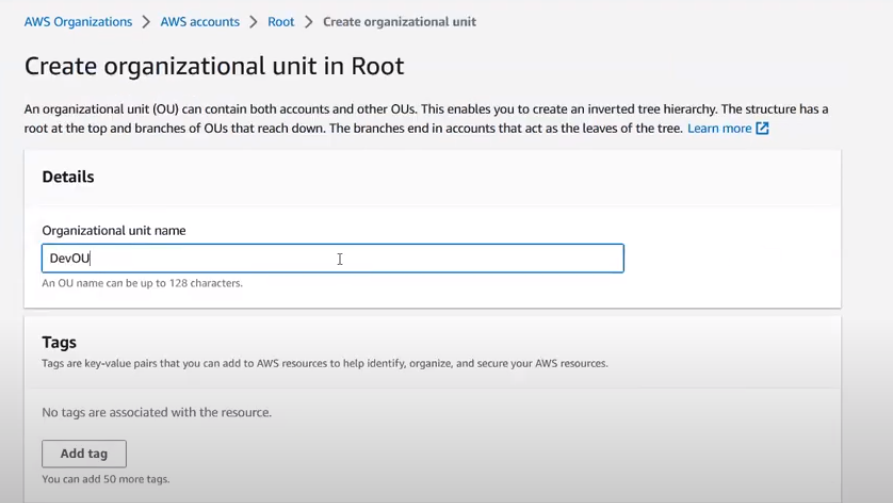 AWS Organizations > AWS accounts > Root > Create organizational unit
Create organizational unit in Root
An organizational unit (OU) can contain both accounts and other OUs. This enables you to create an inverted tree hierarchy. The structure has a
root at the top and branches of OUs that reach down. The branches end in accounts that act as the leaves of the tree. Learn more
Details
Organizational unit name
DevOU
An OU name can be up to 128 characters.
Tags
Tags are key-value pairs that you can add to AWS resources to help identify, organize, and secure your AWS resources.
No tags are associated with the resource.
Add tag
You can add 50 more tags.